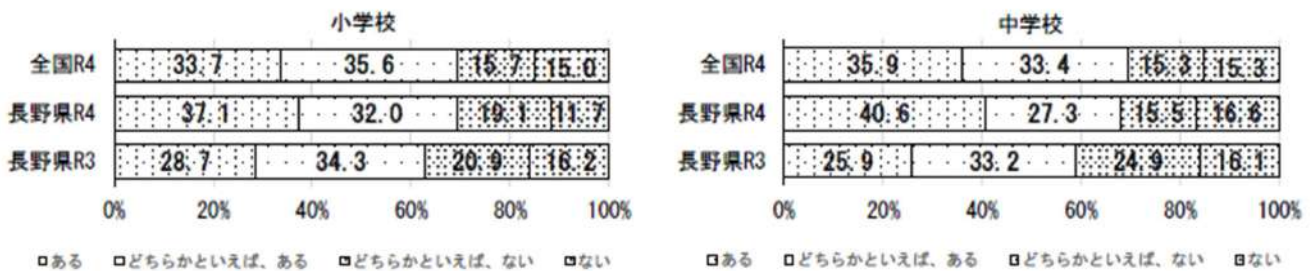 小学校
全国R4 33.7 35.6 15.7 15.0
長野県R4 37.1 32.0 19.1 11.7
長野県R3 28.7 34.3 20.9 16.2
0% 20% 40% 60% 80% 100%
ある どちらかといえば、ある どちらかといえば、ない ない
中学校
全国R4 35.9 33.4 15.3 15.3
長野県R4 40.6 27.3 15.5 16.6
長野県R3 25.9 33.2 24.9 16.1
0% 20% 40% 60% 80% 100%
ある どちらかといえば、ある どちらかといえば、ない ない